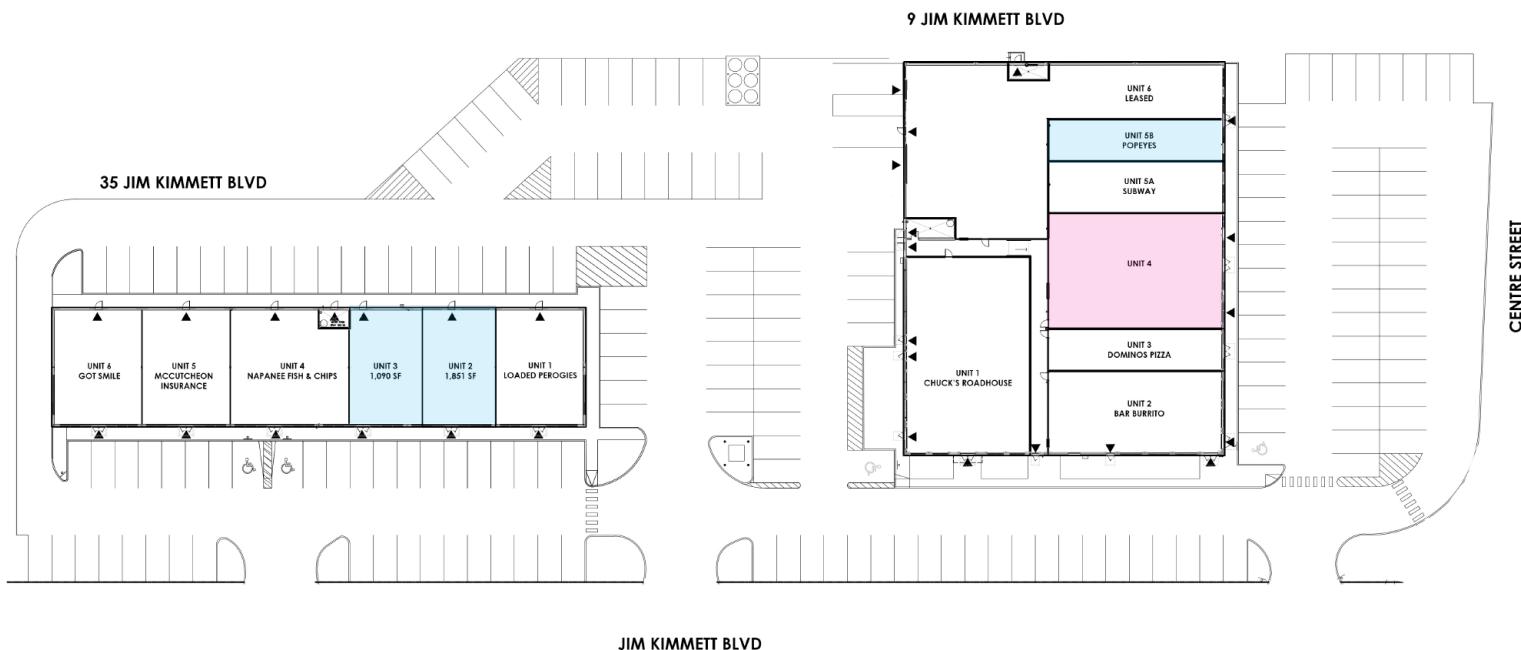 9 JIM KIMMETT BLVD
35 JIM KIMMETT BLVD
UNIT 6
GOT SMILE
UNIT 5
MCCUTCHEON
INSURANCE
UNIT 4
NAPANEE FISH & CHIPS
UNIT 3
1,090 SF
UNIT 2
1,851 SF
UNIT 1
LOADED PEROGIES
UNIT 6
LEASED
UNIT 5B
POPEYES
UNIT 5A
SUBWAY
UNIT 4
UNIT 3
DOMINOS PIZZA
UNIT 1
CHUCK'S ROADHOUSE
UNIT 2
BAR BURRITO
CENTRE STREET
JIM KIMMETT BLVD